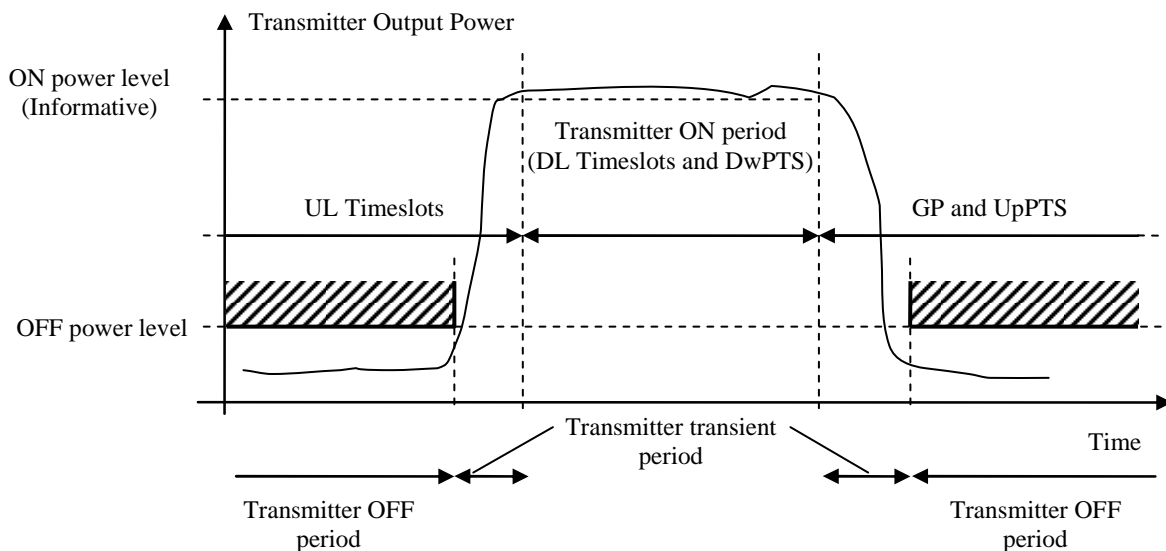 Transmitter Output Power
ON power level
(Informative)
Transmitter ON period
(DL Timeslots and DwPTS)
UL Timeslots
GP and UpPTS
OFF power level
Transmitter transient
period
Time
Transmitter OFF
period
Transmitter OFF
period